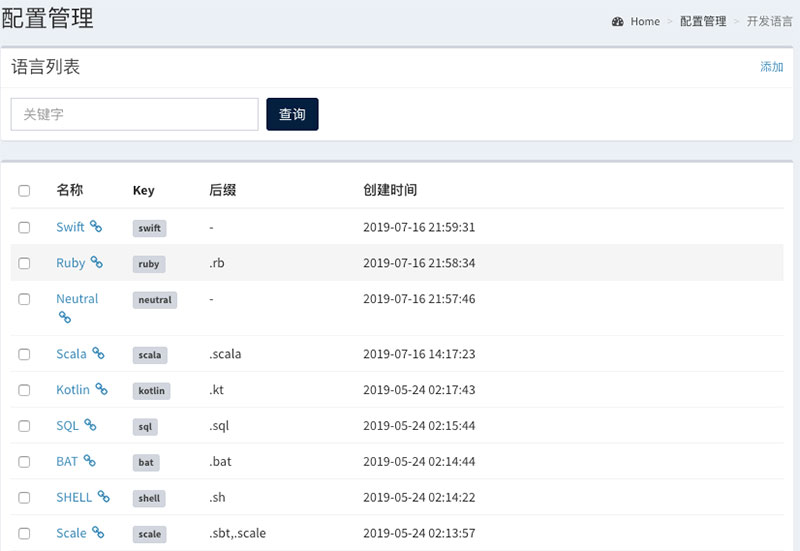 配置管理
Home > 配置管理 > 开发语言
语言列表
添加
关键字
查询
名称 Key 后缀 创建时间
Swift swift - 2019-07-16 21:59:31
Ruby ruby .rb 2019-07-16 21:58:34
Neutral neutral - 2019-07-16 21:57:46
Scala scala .scala 2019-07-16 14:17:23
Kotlin kotlin .kt 2019-05-24 02:17:43
SQL sql .sql 2019-05-24 02:15:44
BAT bat .bat 2019-05-24 02:14:44
SHELL shell .sh 2019-05-24 02:14:22
Scale scale .sbt,.scale 2019-05-24 02:13:57